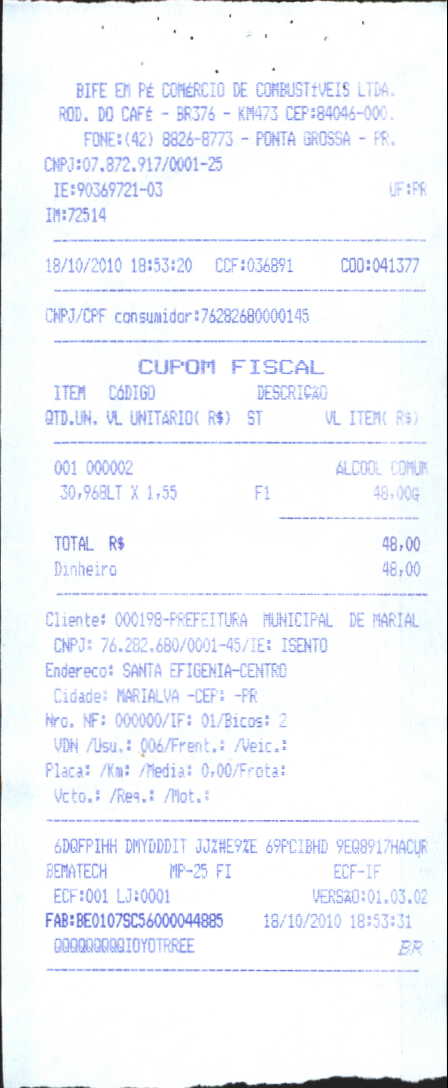 BIFE EM Pé COMéRCIO DE COMBUSTíVEIS LTDA.
ROD. DO CAFé - BR376 - KM473 CEP:84046-000.
FONE:(42) 8826-8773 - PONTA GROSSA - PR.
CNPJ:07.872.917/0001-25
IE:90369721-03 UF:PR
IM:72514
18/10/2010 18:53:20 CCF:036891 COO:041377
CNPJ/CPF consumidor:76282680000145
CUPOM FISCAL
ITEM CóDIGO DESCRIÇãO
QTD.UN. VL UNITáRIO( R$) ST VL ITEM( R$)
001 000002 ALCOOL COMUM
30,968LT X 1,55 F1 48,00G
TOTAL R$ 48,00
Dinheiro 48,00
Cliente: 000198-PREFEITURA MUNICIPAL DE MARIAL
CNPJ: 76.282.680/0001-45/IE: ISENTO
Endereco: SANTA EFIGENIA-CENTRO
Cidade: MARIALVA -CEP: -PR
Nro. NF: 000000/IF: 01/Bicos: 2
VDN /Usu.: 006/Frent.: /Veic.:
Placa: /Km: /Media: 0,00/Frota:
Vcto.: /Req.: /Mot.:
6DQFPIHH DMYDDDIT JJZ#E9ZE 69PCIBHD 9EQ8917HACUR
BEMATECH MP-25 FI ECF-IF
ECF:001 LJ:0001 VERSãO:01.03.02
FAB:BE0107SC56000044885 18/10/2010 18:53:31
QQQQQQQQQIOYOTRREE BR